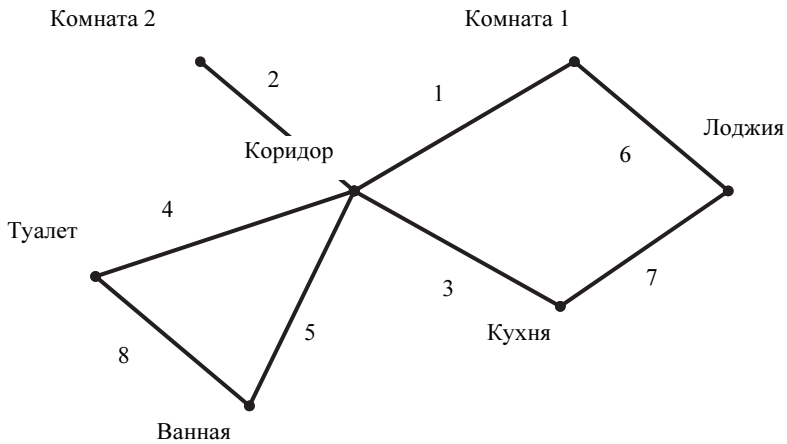 Комната 2
Комната 1
2
1
Лоджия
Коридор
6
4
Туалет
7
3
5
Кухня
8
Ванная